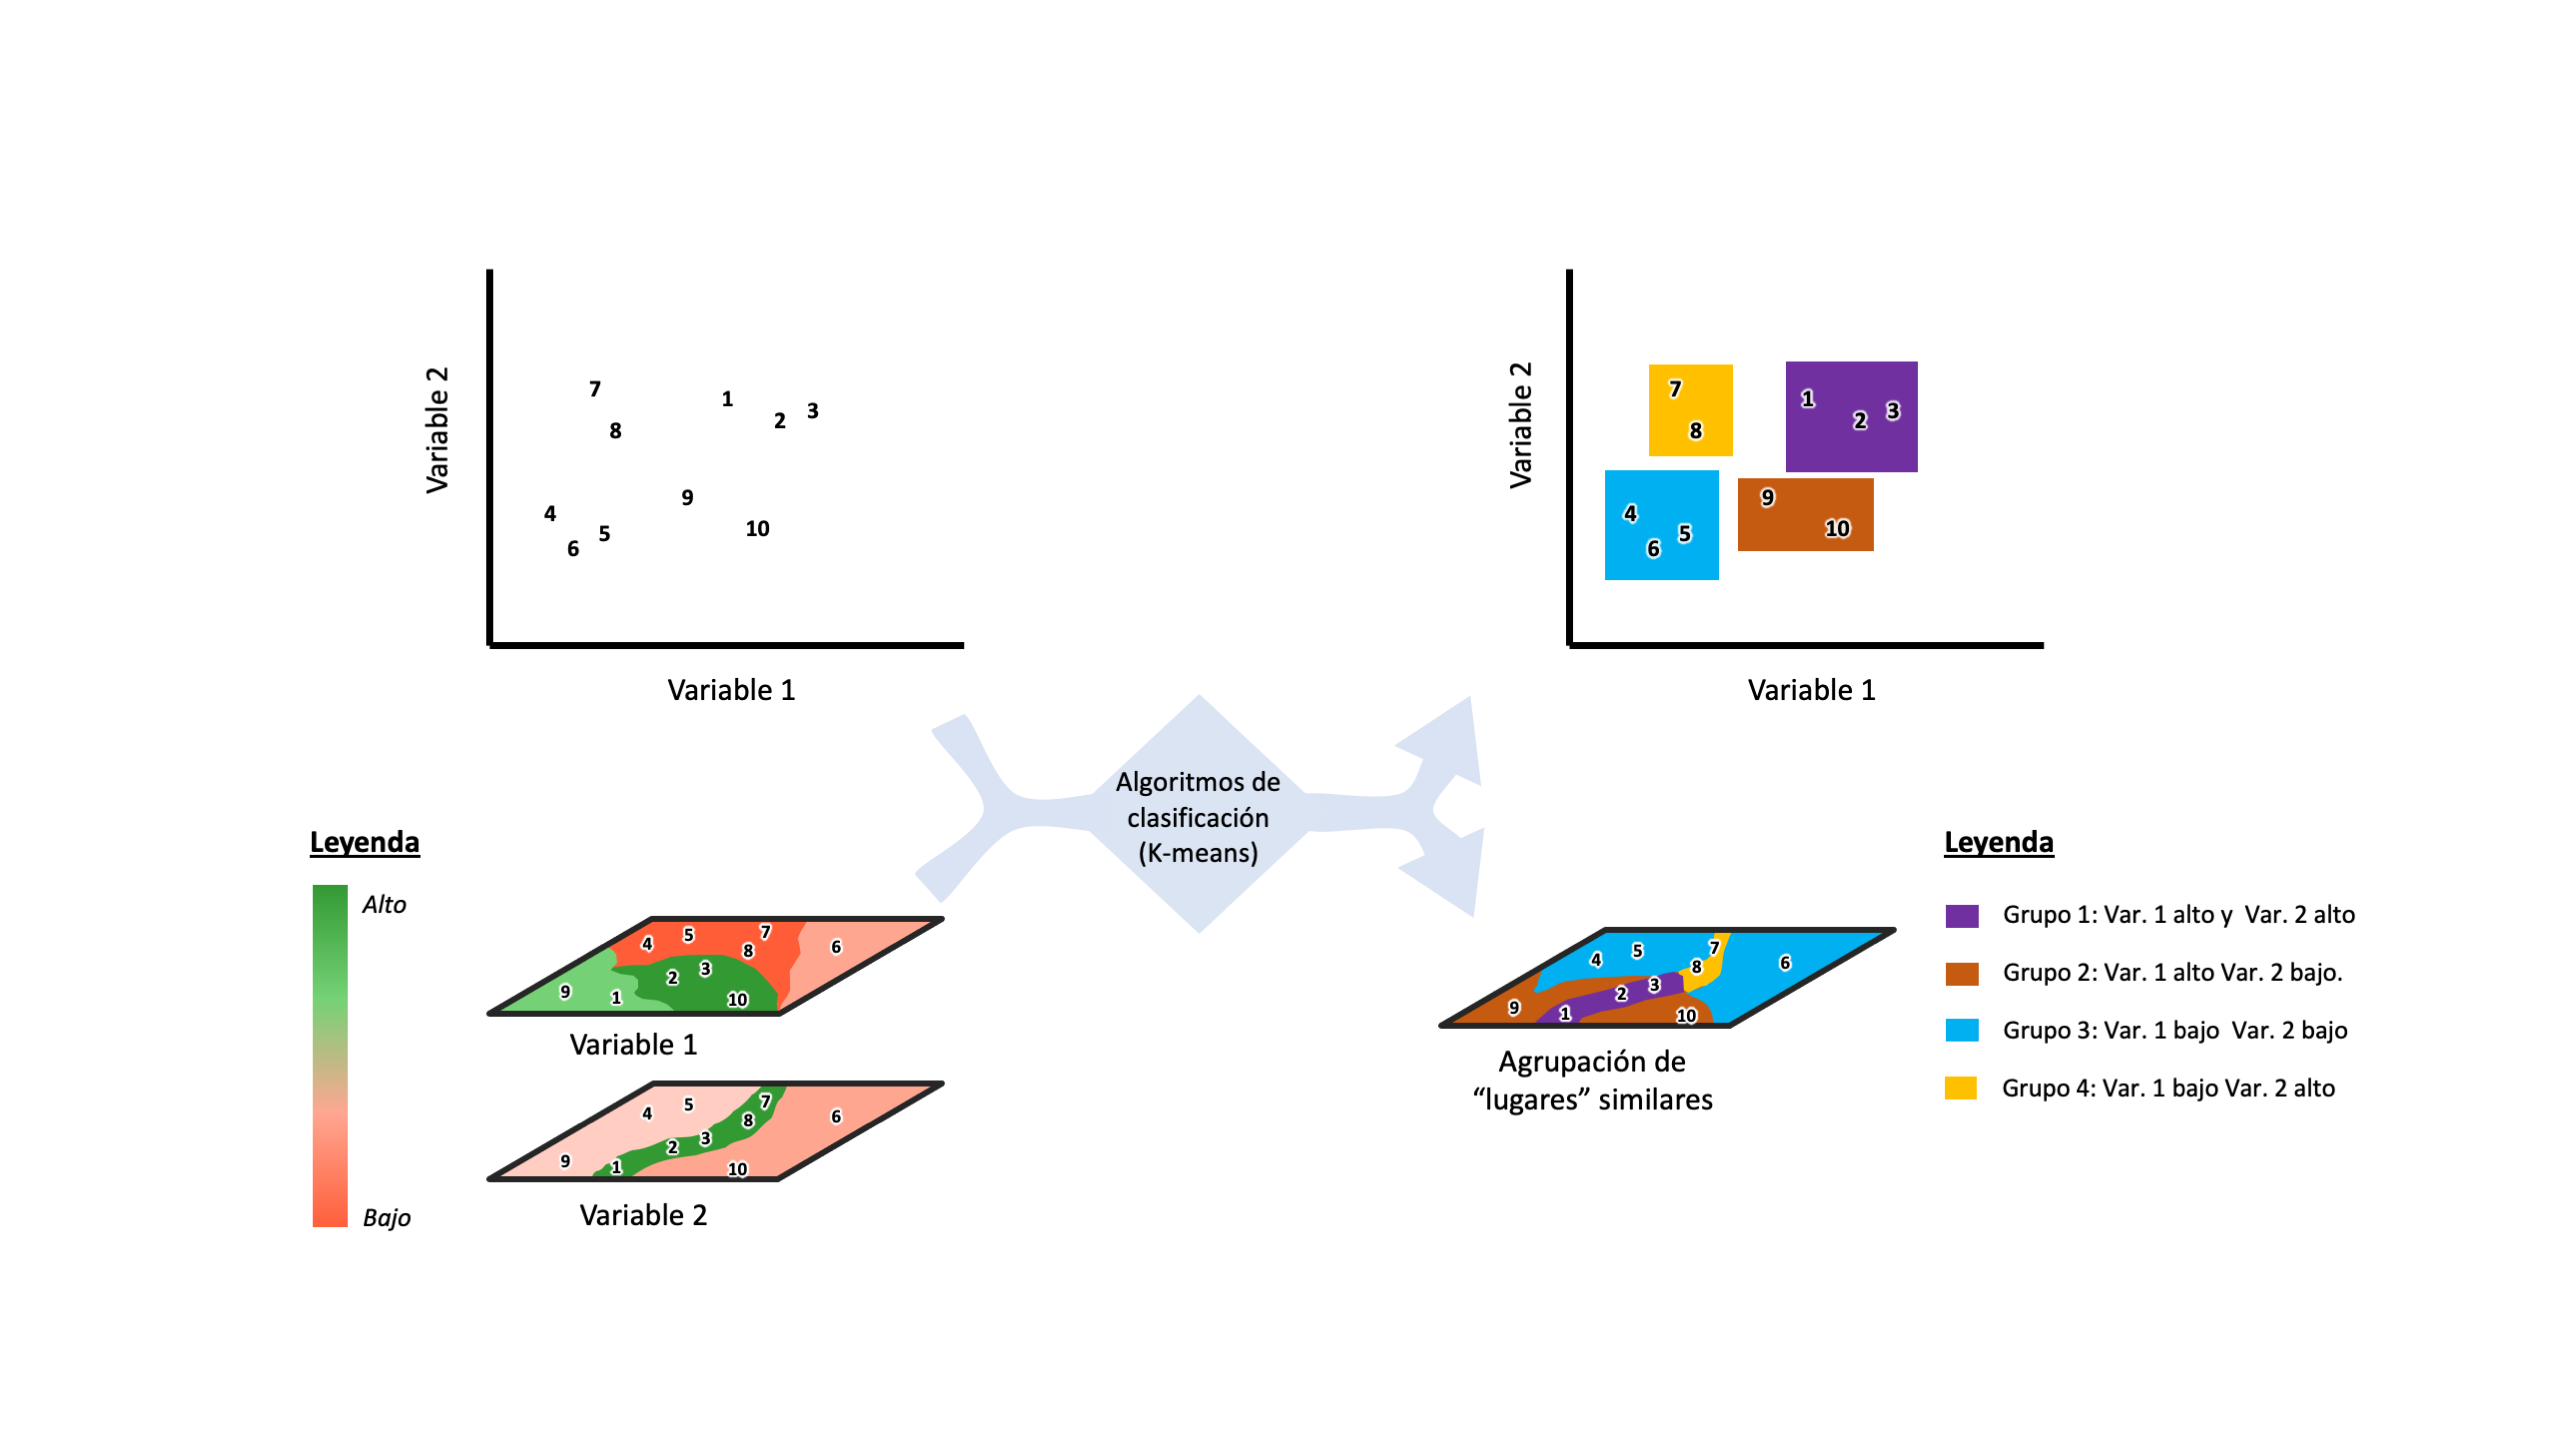 Variable 2
7
1
3
2
8
9
4
10
5
6
Variable 1
Variable 2
7
1
3
2
8
9
4
10
5
6
Variable 1
Algoritmos de
clasificación
(K-means)
Leyenda
Alto
Bajo
7
5
4
8
6
3
2
9
1
10
Variable 1
7
5
4
6
8
3
2
9
1
10
Variable 2
7
5
4
6
8
3
2
9
1
10
Agrupación de
“lugares” similares
Leyenda
Grupo 1: Var. 1 alto y  Var. 2 alto
Grupo 2: Var. 1 alto Var. 2 bajo.
Grupo 3: Var. 1 bajo  Var. 2 bajo
Grupo 4: Var. 1 bajo Var. 2 alto